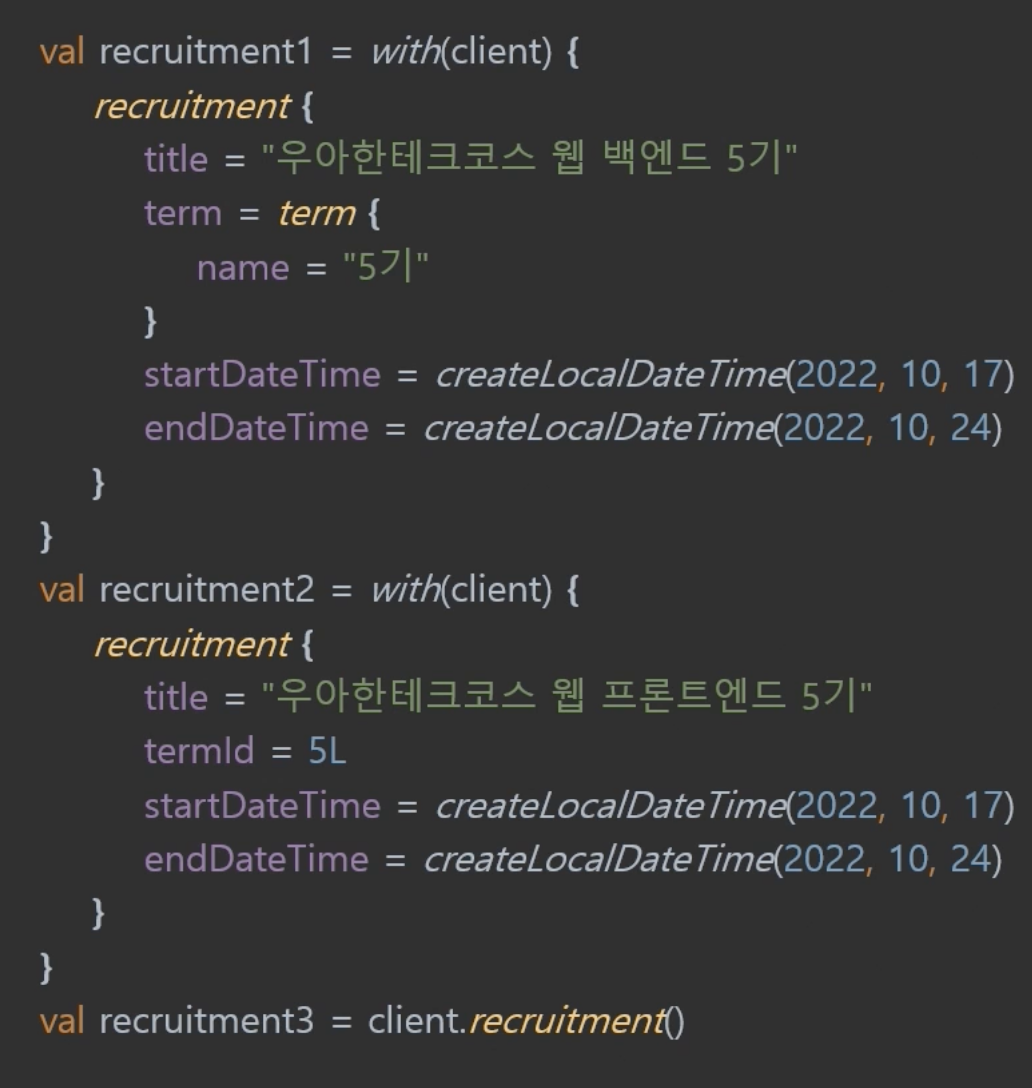 val recruitment1 = with(client) {
recruitment {
title = "우아한테크코스 웹 백엔드 5기"
term = term {
name = "5기"
}
startDateTime = createLocalDateTime(2022, 10, 17)
endDateTime = createLocalDateTime(2022, 10, 24)
}
}
val recruitment2 = with(client) {
recruitment {
title = "우아한테크코스 웹 프론트엔드 5기"
termId = 5L
startDateTime = createLocalDateTime(2022, 10, 17)
endDateTime = createLocalDateTime(2022, 10, 24)
}
}
val recruitment3 = client.recruitment()